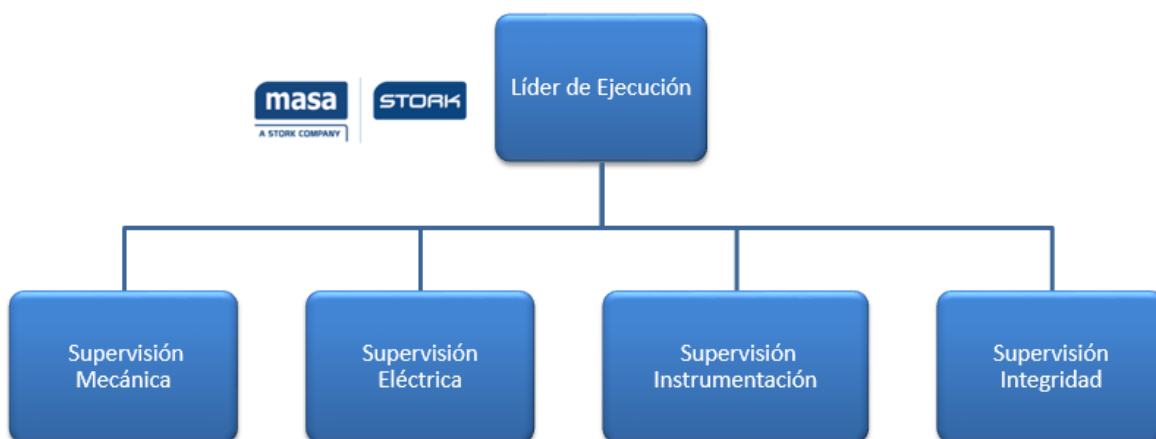 masa
A STORK COMPANY
STORK
Líder de Ejecución
Supervisión
Mecánica
Supervisión
Eléctrica
Supervisión
Instrumentación
Supervisión
Integridad